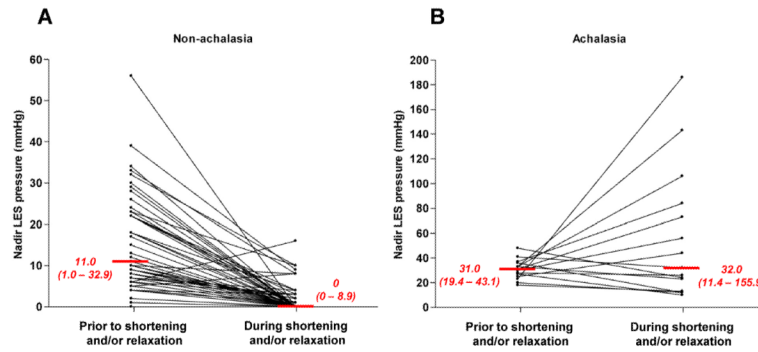 A
B
Non-achalasia
Achalasia
Nadir LES pressure (mmHg)
60
50
40
30
20
10
0
11.0
(1.0 – 32.9)
0
(0 – 8.9)
Prior to shortening
and/or relaxation
During shortening
and/or relaxation
Nadir LES pressure (mmHg)
200
180
160
140
120
100
80
60
40
20
0
31.0
(19.4 – 43.1)
32.0
(11.4 – 155.9
Prior to shortening
and/or relaxation
During shortening
and/or relaxation